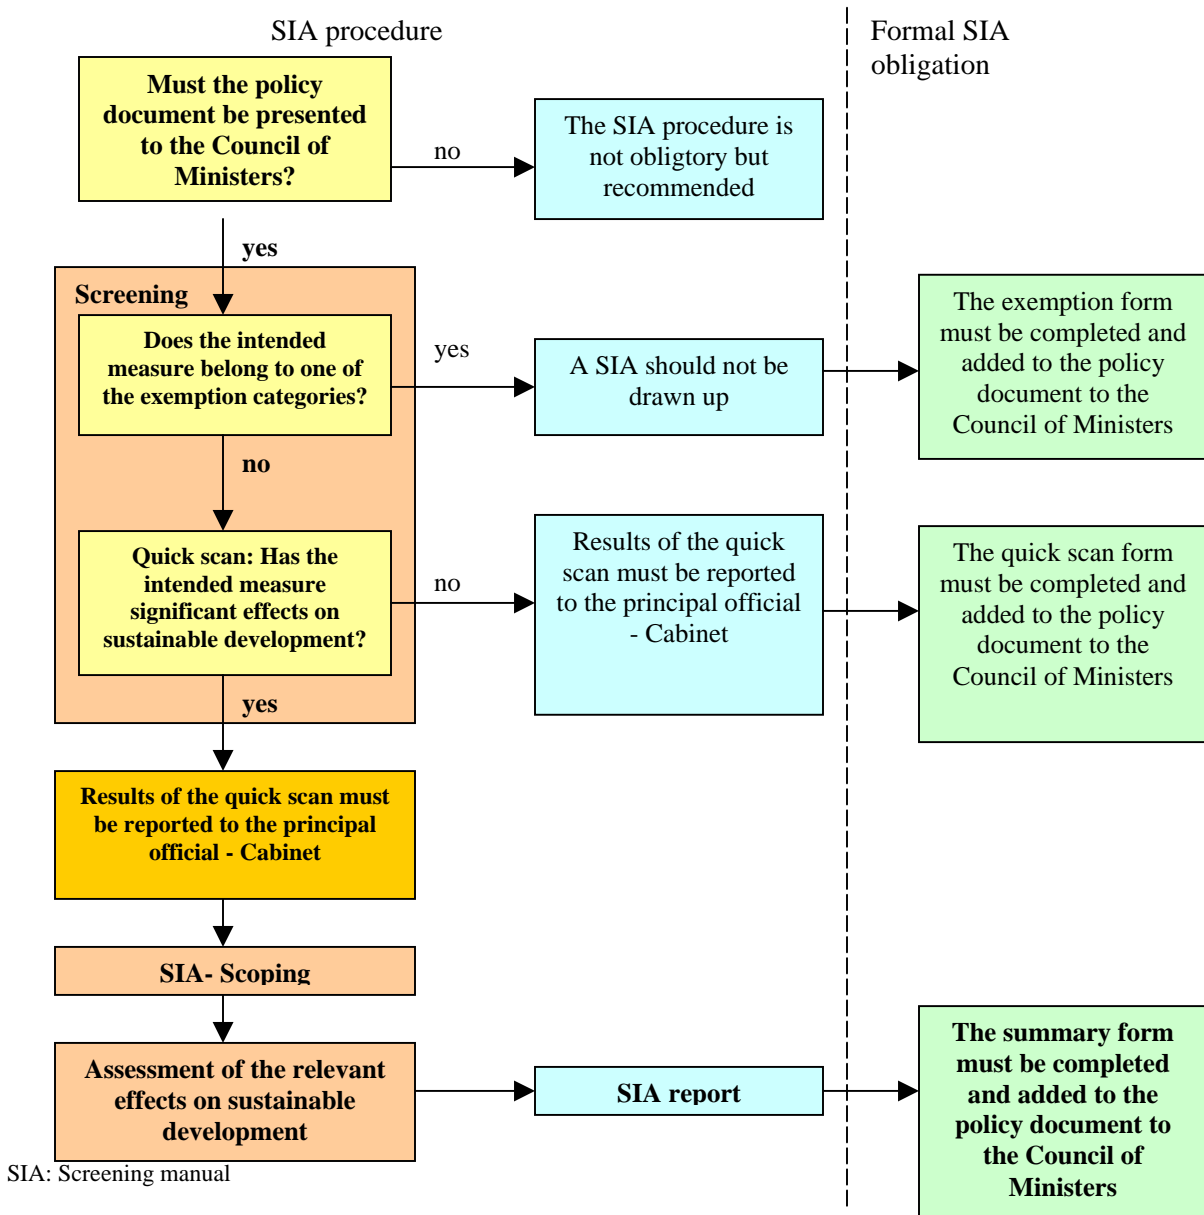 SIA procedure
Formal SIA
obligation
Must the policy
document be presented
to the Council of
Ministers?
no
The SIA procedure is
not obligtory but
recommended
yes
Screening
Does the intended
measure belong to one of
the exemption categories?
yes
A SIA should not be
drawn up
The exemption form
must be completed and
added to the policy
document to the
Council of Ministers
no
Quick scan: Has the
intended measure
significant effects on
sustainable development?
no
Results of the quick
scan must be reported
to the principal official
- Cabinet
The quick scan form
must be completed and
added to the policy
document to the
Council of Ministers
yes
Results of the quick scan must
be reported to the principal
official - Cabinet
SIA- Scoping
Assessment of the relevant
effects on sustainable
development
SIA report
The summary form
must be completed
and added to the
policy document to
the Council of
Ministers
SIA: Screening manual